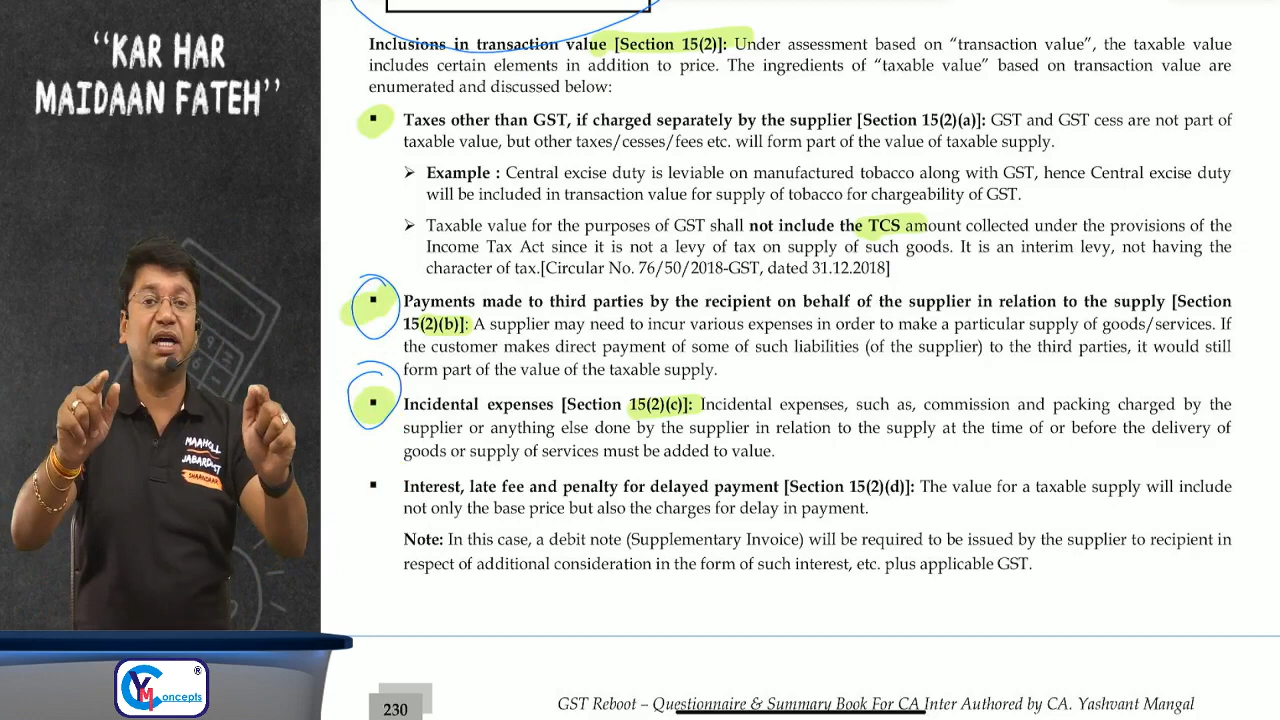 “KAR HAR
MAIDAAN FATEH”
Inclusions in transaction value [Section 15(2)]: Under assessment based on “transaction value”, the taxable value
includes certain elements in addition to price. The ingredients of “taxable value” based on transaction value are
enumerated and discussed below:
▪ Taxes other than GST, if charged separately by the supplier [Section 15(2)(a)]: GST and GST cess are not part of
taxable value, but other taxes/cesses/fees etc. will form part of the value of taxable supply.
➢ Example : Central excise duty is leviable on manufactured tobacco along with GST, hence Central excise duty
will be included in transaction value for supply of tobacco for chargeability of GST.
➢ Taxable value for the purposes of GST shall not include the TCS amount collected under the provisions of the
Income Tax Act since it is not a levy of tax on supply of such goods. It is an interim levy, not having the
character of tax.[Circular No. 76/50/2018-GST, dated 31.12.2018]
▪ Payments made to third parties by the recipient on behalf of the supplier in relation to the supply [Section
15(2)(b)]: A supplier may need to incur various expenses in order to make a particular supply of goods/services. If
the customer makes direct payment of some of such liabilities (of the supplier) to the third parties, it would still
form part of the value of the taxable supply.
▪ Incidental expenses [Section 15(2)(c)]: Incidental expenses, such as, commission and packing charged by the
supplier or anything else done by the supplier in relation to the supply at the time of or before the delivery of
goods or supply of services must be added to value.
▪ Interest, late fee and penalty for delayed payment [Section 15(2)(d)]: The value for a taxable supply will include
not only the base price but also the charges for delay in payment.
Note: In this case, a debit note (Supplementary Invoice) will be required to be issued by the supplier to recipient in
respect of additional consideration in the form of such interest, etc. plus applicable GST.
MAAHOLL
JABARDAST
SHAANDAAR
YM Concepts ®
230
GST Reboot – Questionnaire & Summary Book For CA Inter Authored by CA. Yashvant Mangal